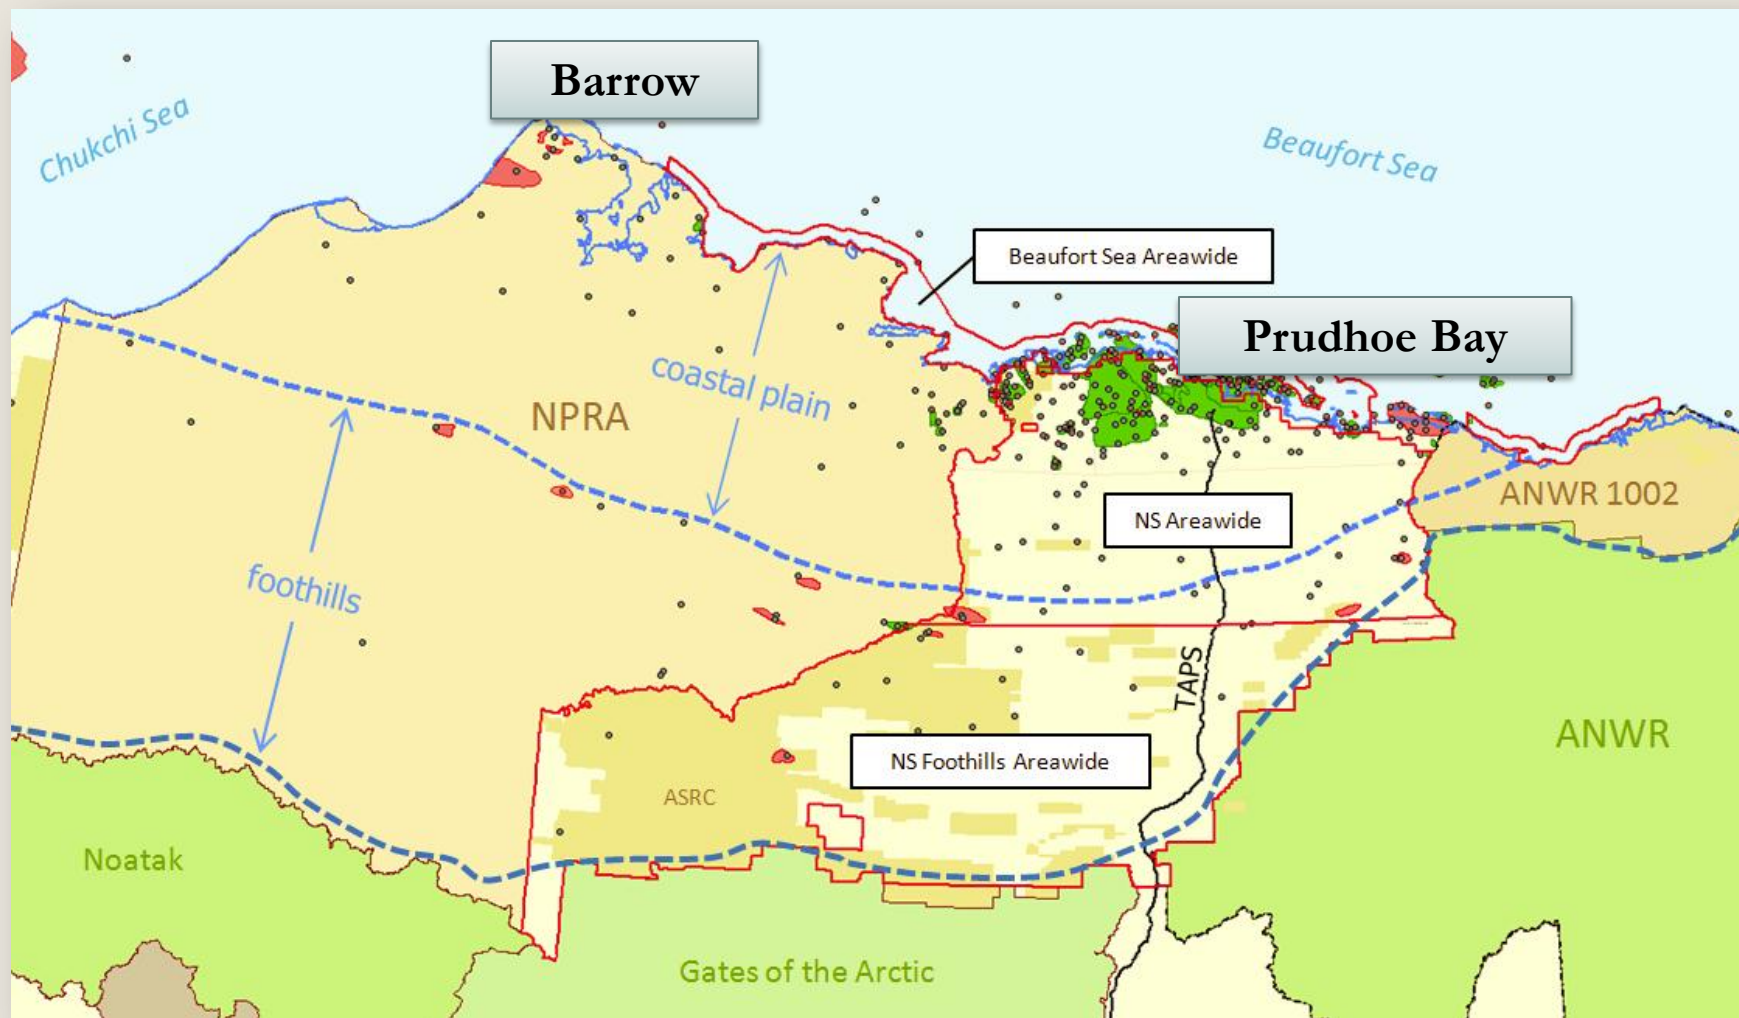 Barrow
Chukchi Sea
Beaufort Sea
Beaufort Sea Areawide
Prudhoe Bay
coastal plain
NPRA
ANWR 1002
NS Areawide
foothills
TAPS
ANWR
NS Foothills Areawide
ASRC
Noatak
Gates of the Arctic